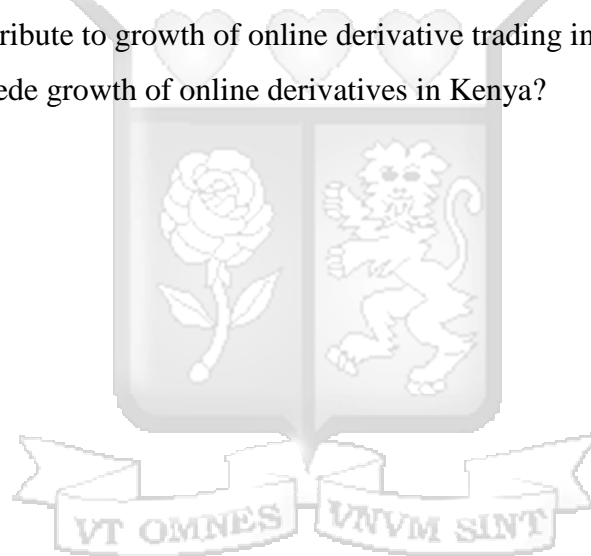 ribute to growth of online derivative trading in
ede growth of online derivatives in Kenya?
VT OMNES VNVM SINT